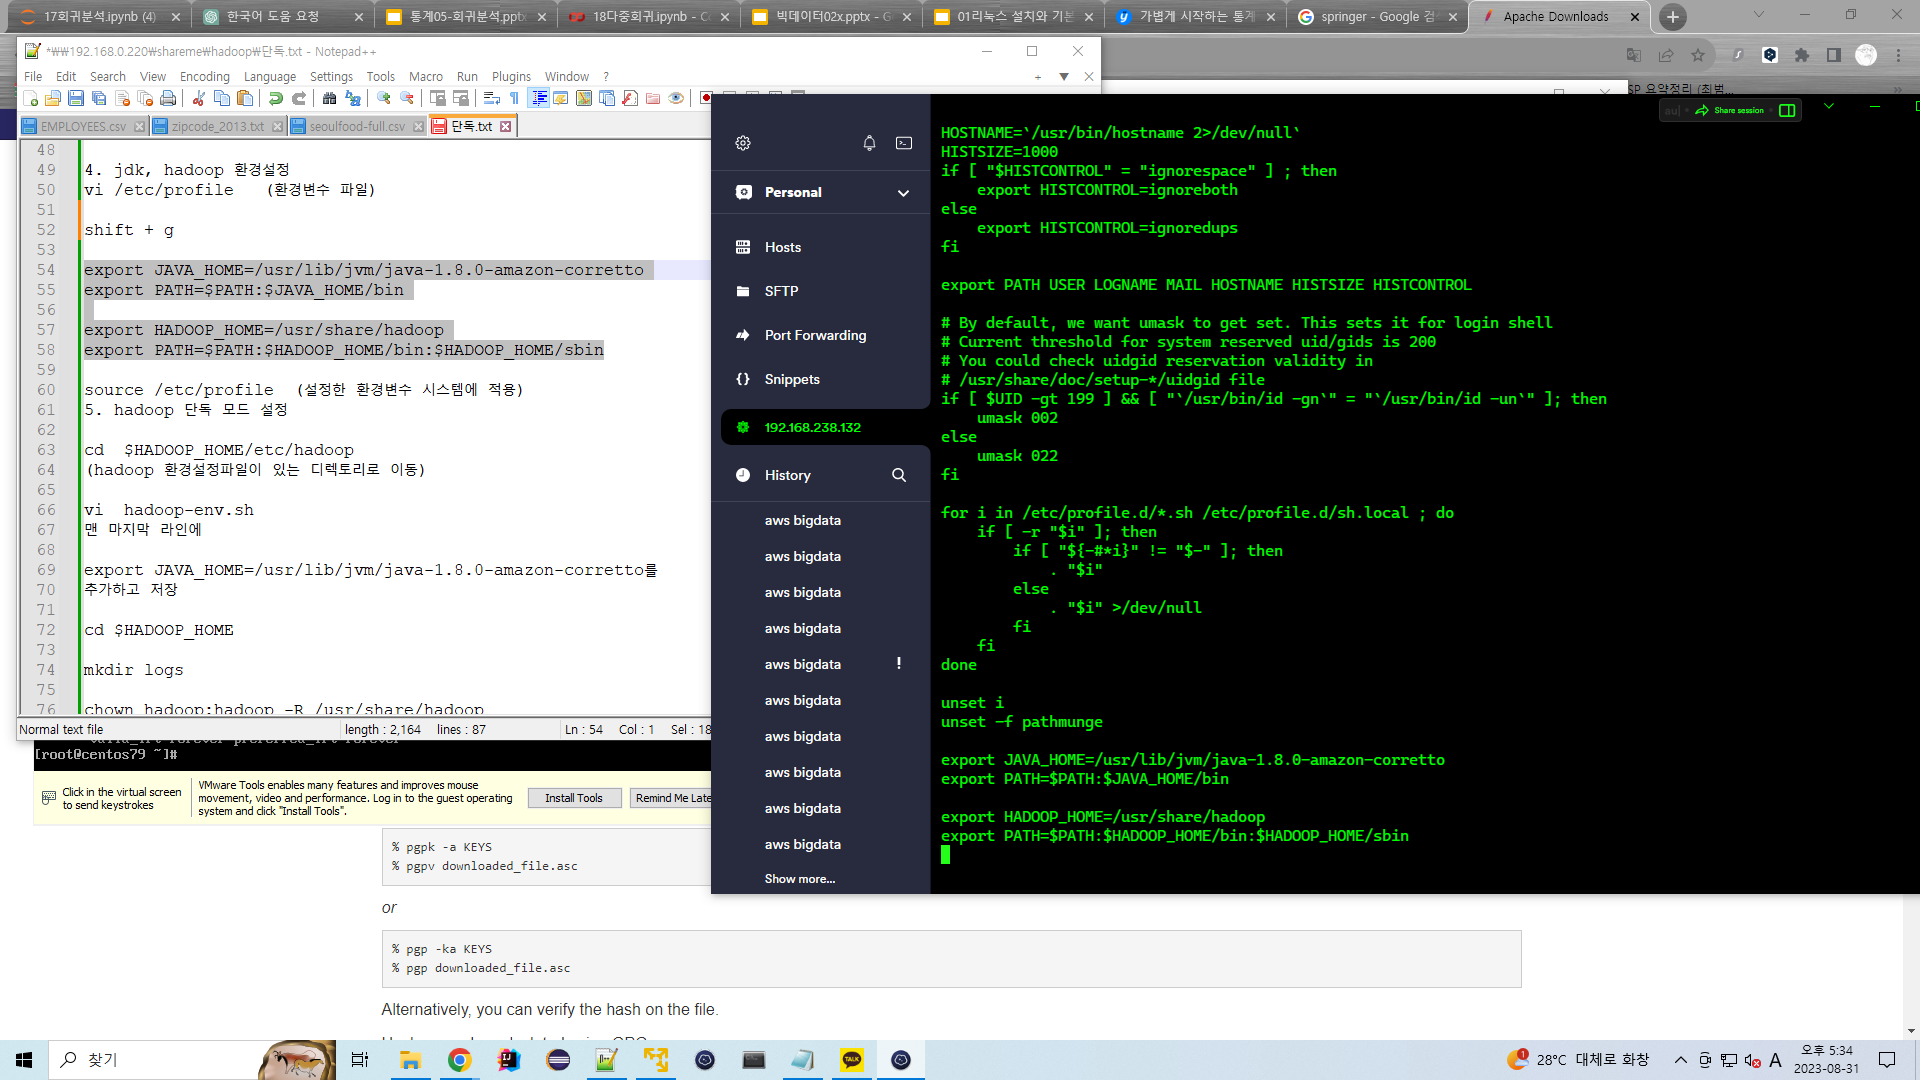 17회귀분석.ipynb (4)
한국어 도움 요청
통계05-회귀분석.pptx
18다중회귀.ipynb - Co
빅데이터02x.pptx - Go
01리눅스 설치와 기본
가볍게 시작하는 통계
springer - Google 검색
Apache Downloads
*\\192.168.0.220\shareme\hadoop\단독.txt - Notepad++
File Edit Search View Encoding Language Settings Tools Macro Run Plugins Window ?
EMPLOYEES.csv
zipcode_2013.txt
seoulfood-full.csv
단독.txt
48
49 4. jdk, hadoop 환경설정
50 vi /etc/profile (환경변수 파일)
51
52 shift + g
53
54 export JAVA_HOME=/usr/lib/jvm/java-1.8.0-amazon-corretto
55 export PATH=$PATH:$JAVA_HOME/bin
56
57 export HADOOP_HOME=/usr/share/hadoop
58 export PATH=$PATH:$HADOOP_HOME/bin:$HADOOP_HOME/sbin
59
60 source /etc/profile (설정한 환경변수 시스템에 적용)
61 5. hadoop 단독 모드 설정
62
63 cd $HADOOP_HOME/etc/hadoop
64 (hadoop 환경설정파일이 있는 디렉토리로 이동)
65
66 vi hadoop-env.sh
67 맨 마지막 라인에
68
69 export JAVA_HOME=/usr/lib/jvm/java-1.8.0-amazon-corretto를
70 추가하고 저장
71
72 cd $HADOOP_HOME
73
74 mkdir logs
75
76 chown hadoop:hadoop -R /usr/share/hadoop
Normal text file length : 2,164 lines : 87 Ln : 54 Col : 1 Sel : 18
valid_lft forever preferred_lft forever
[root@centos79 ~]#
Click in the virtual screen
to send keystrokes
VMware Tools enables many features and improves mouse
movement, video and performance. Log in to the guest operating
system and click "Install Tools".
Install Tools
Remind Me Late
SP 요약정리 (최범...
Share session
Personal
Hosts
SFTP
Port Forwarding
Snippets
192.168.238.132
History
aws bigdata
aws bigdata
aws bigdata
aws bigdata
aws bigdata !
aws bigdata
aws bigdata
aws bigdata
aws bigdata
aws bigdata
Show more...
HOSTNAME=`/usr/bin/hostname 2>/dev/null`
HISTSIZE=1000
if [ "$HISTCONTROL" = "ignorespace" ] ; then
export HISTCONTROL=ignoreboth
else
export HISTCONTROL=ignoredups
fi
export PATH USER LOGNAME MAIL HOSTNAME HISTSIZE HISTCONTROL
# By default, we want umask to get set. This sets it for login shell
# Current threshold for system reserved uid/gids is 200
# You could check uidgid reservation validity in
# /usr/share/doc/setup-*/uidgid file
if [ $UID -gt 199 ] && [ "`/usr/bin/id -gn`" = "`/usr/bin/id -un`" ]; then
umask 002
else
umask 022
fi
for i in /etc/profile.d/*.sh /etc/profile.d/sh.local ; do
if [ -r "$i" ]; then
if [ "${-#*i}" != "$-" ]; then
. "$i"
else
. "$i" >/dev/null
fi
fi
done
unset i
unset -f pathmunge
export JAVA_HOME=/usr/lib/jvm/java-1.8.0-amazon-corretto
export PATH=$PATH:$JAVA_HOME/bin
export HADOOP_HOME=/usr/share/hadoop
export PATH=$PATH:$HADOOP_HOME/bin:$HADOOP_HOME/sbin
% pgpk -a KEYS
% pgpv downloaded_file.asc
or
% pgp -ka KEYS
% pgp downloaded_file.asc
Alternatively, you can verify the hash on the file.
찾기
28°C 대체로 화창
A
오후 5:34
2023-08-31